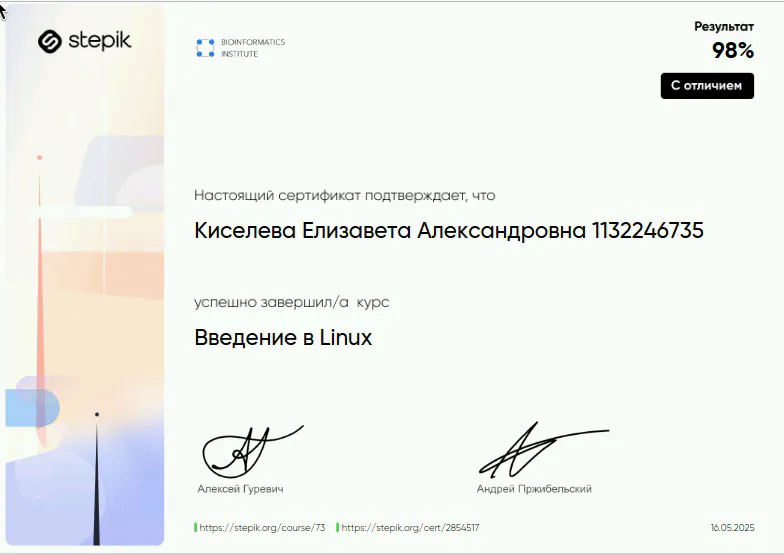 stepik
BIOINFORMATICS
INSTITUTE
Результат
98%
С отличием
Настоящий сертификат подтверждает, что
Киселева Елизавета Александровна 1132246735
успешно завершил/а курс
Введение в Linux
Алексей Гуревич
Андрей Пржибельский
https://stepik.org/course/73
https://stepik.org/cert/2854517
16.05.2025